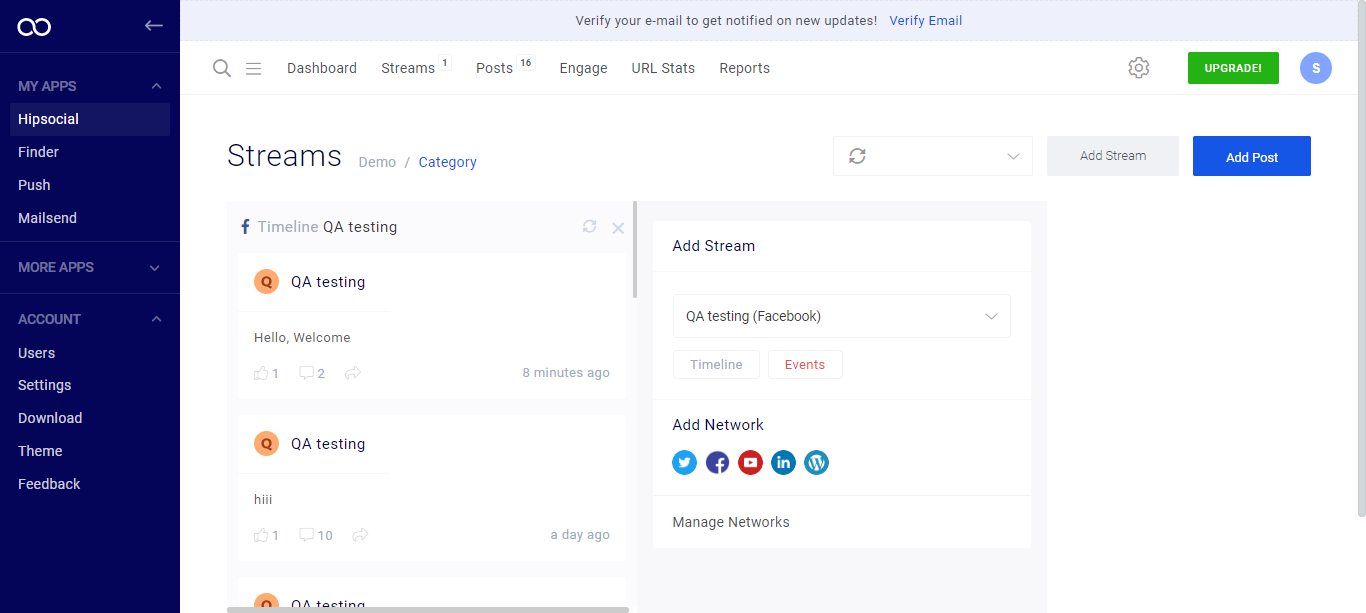 Verify your e-mail to get notified on new updates! Verify Email
MY APPS
Hipsocial
Finder
Push
Mailsend
MORE APPS
ACCOUNT
Users
Settings
Download
Theme
Feedback
Dashboard Streams 1 Posts 16 Engage URL Stats Reports
UPGRADE!
S
Streams Demo / Category
Add Stream
Add Post
Timeline QA testing
Q QA testing
Hello, Welcome
1 2 8 minutes ago
Q QA testing
hiii
1 10 a day ago
Q QA testing
Add Stream
QA testing (Facebook)
Timeline Events
Add Network
Manage Networks